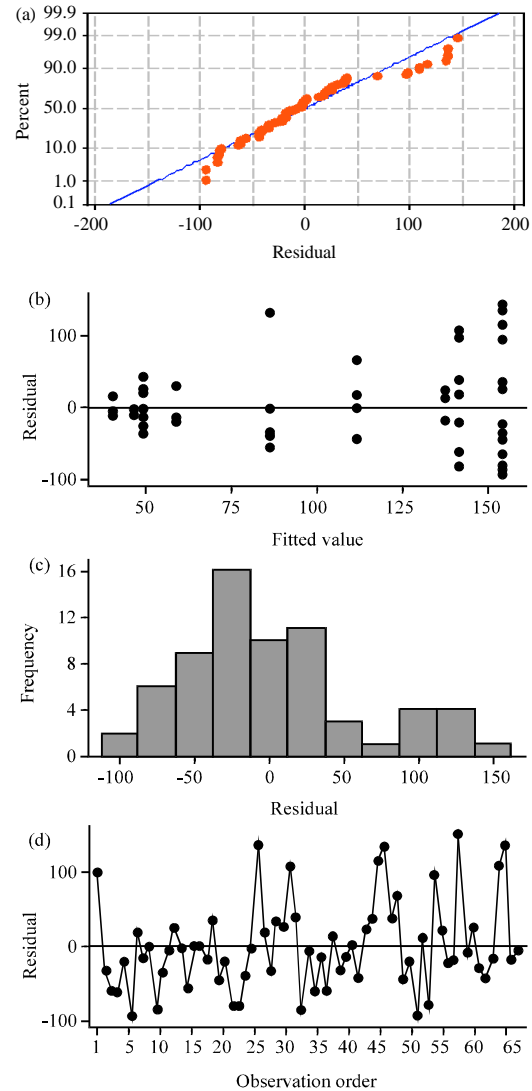 (a)
99.9
99.0
90.0
50.0
10.0
1.0
0.1
Percent
-200 -100 0 100 200
Residual
(b)
100
0
-100
Residual
50 75 100 125 150
Fitted value
(c)
16
12
8
4
0
Frequency
-100 -50 0 50 100 150
Residual
(d)
100
0
-100
Residual
1 5 10 15 20 25 30 35 40 45 50 55 60 65
Observation order